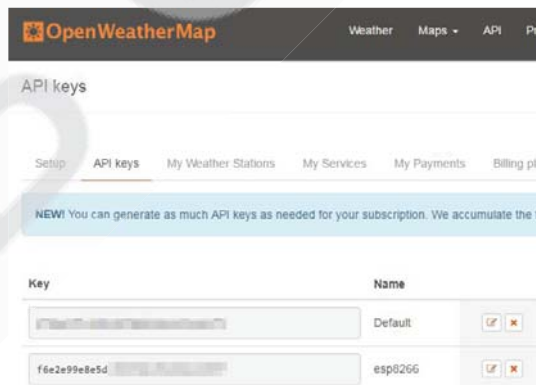 OpenWeatherMap Weather Maps API
API keys
Setup API keys My Weather Stations My Services My Payments Billing
NEW! You can generate as much API keys as needed for your subscription. We accumulate the
Key Name
Default
f6e2e99e8e5d esp8266